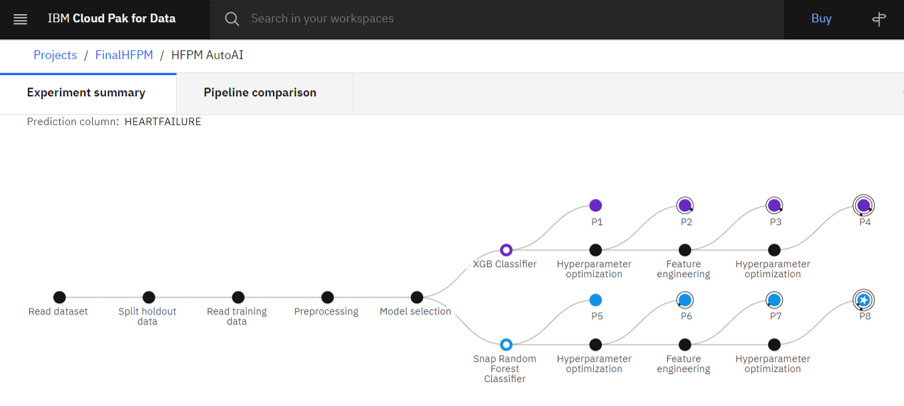 IBM Cloud Pak for Data
Search in your workspaces
Buy
Projects / FinalHFPM / HFPM AutoAI
Experiment summary
Pipeline comparison
Prediction column: HEARTFAILURE
P1
P2
P3
P4
XGB Classifier
Hyperparameter
optimization
Feature
engineering
Hyperparameter
optimization
Read dataset
Split holdout
data
Read training
data
Preprocessing
Model selection
P5
P6
P7
P8
Snap Random
Forest
Classifier
Hyperparameter
optimization
Feature
engineering
Hyperparameter
optimization